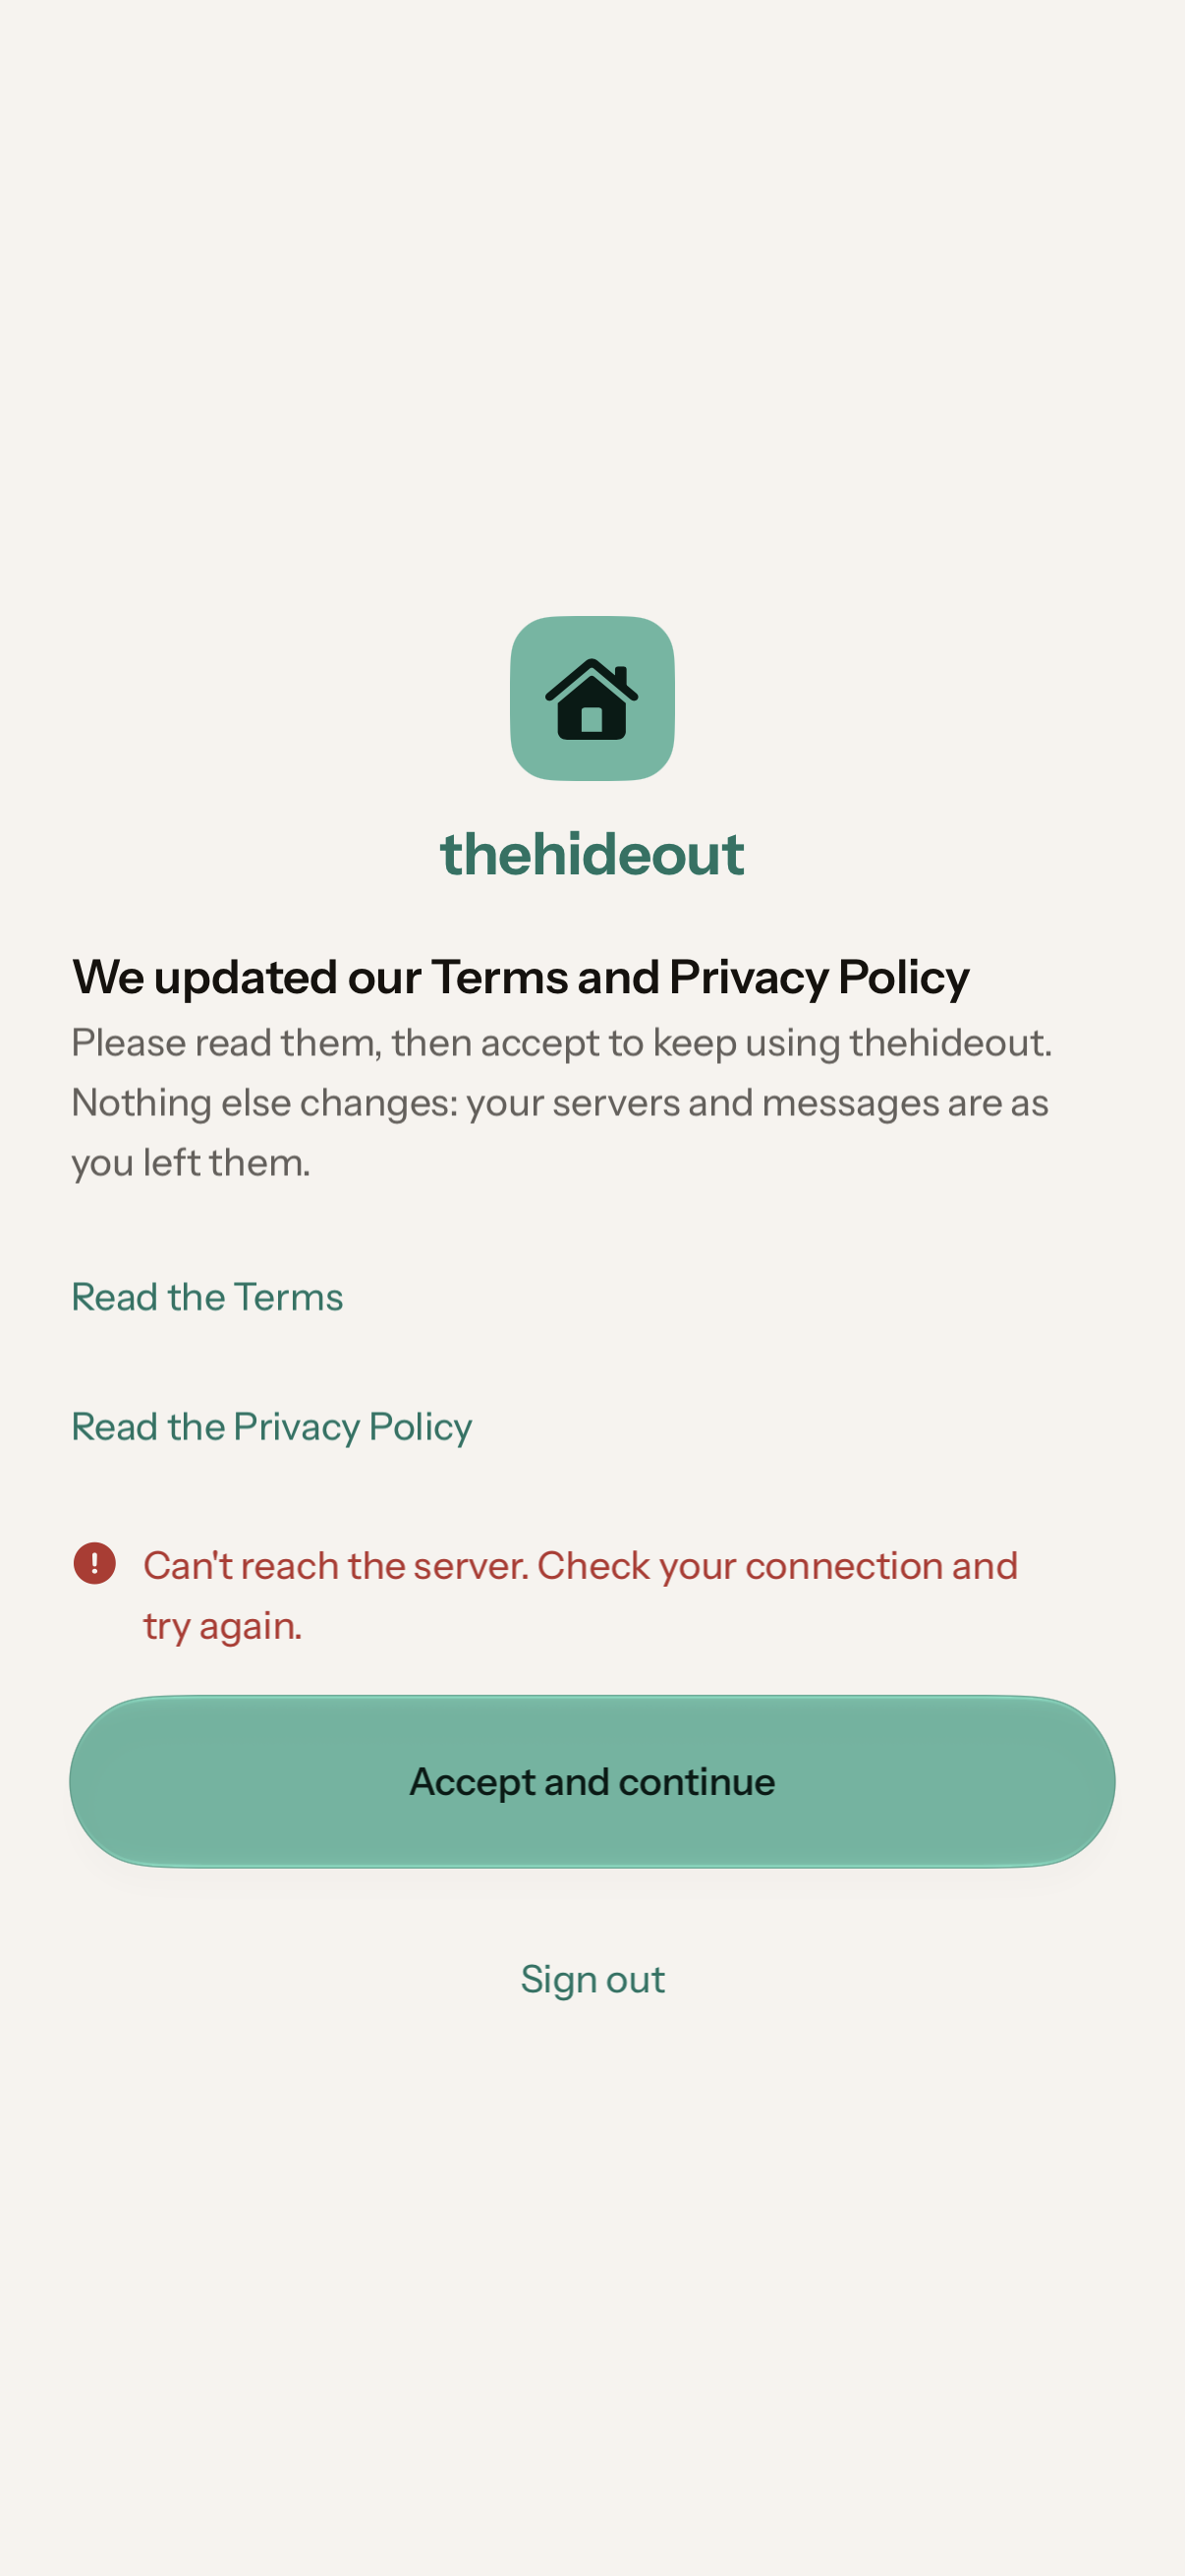 thehideout
We updated our Terms and Privacy Policy
Please read them, then accept to keep using thehideout.
Nothing else changes: your servers and messages are as
you left them.
Read the Terms
Read the Privacy Policy
Can't reach the server. Check your connection and
try again.
Accept and continue
Sign out